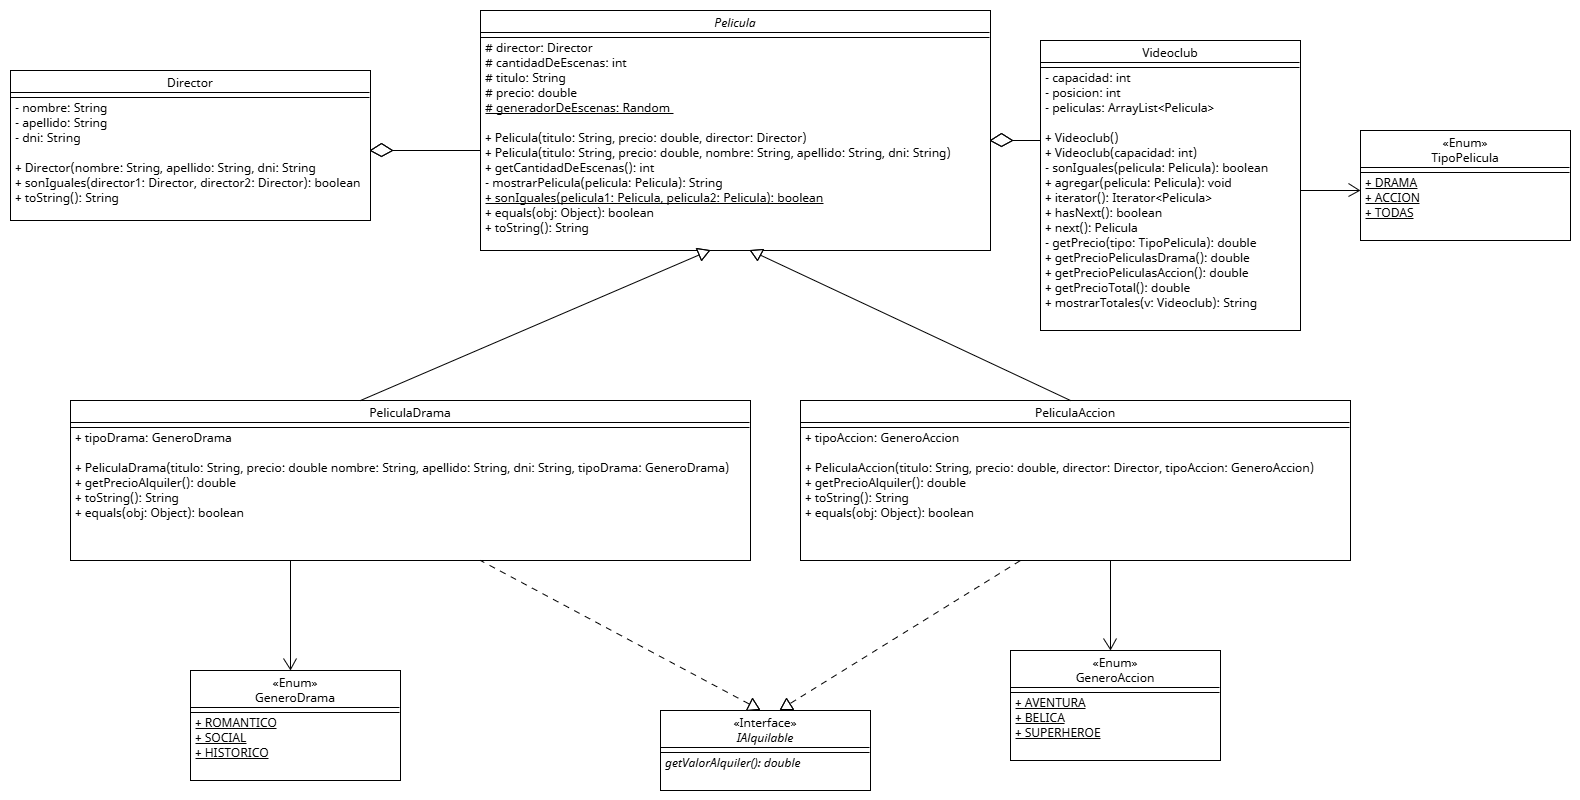 Director
- nombre: String
- apellido: String
- dni: String
+ Director(nombre: String, apellido: String, dni: String
+ sonIguales(director1: Director, director2: Director): boolean
+ toString(): String
Pelicula
# director: Director
# cantidadDeEscenas: int
# titulo: String
# precio: double
# generadorDeEscenas: Random
+ Pelicula(titulo: String, precio: double, director: Director)
+ Pelicula(titulo: String, precio: double, nombre: String, apellido: String, dni: String)
+ getCantidadDeEscenas(): int
- mostrarPelicula(pelicula: Pelicula): String
+ sonIguales(pelicula1: Pelicula, pelicula2: Pelicula): boolean
+ equals(obj: Object): boolean
+ toString(): String
Videoclub
- capacidad: int
- posicion: int
- peliculas: ArrayList<Pelicula>
+ Videoclub()
+ Videoclub(capacidad: int)
- sonIguales(pelicula: Pelicula): boolean
+ agregar(pelicula: Pelicula): void
+ iterator(): Iterator<Pelicula>
+ hasNext(): boolean
+ next(): Pelicula
- getPrecio(tipo: TipoPelicula): double
+ getPrecioPeliculasDrama(): double
+ getPrecioPeliculasAccion(): double
+ getPrecioTotal(): double
+ mostrarTotales(v: Videoclub): String
«Enum»
TipoPelicula
+ DRAMA
+ ACCION
+ TODAS
PeliculaDrama
+ tipoDrama: GeneroDrama
+ PeliculaDrama(titulo: String, precio: double nombre: String, apellido: String, dni: String, tipoDrama: GeneroDrama)
+ getPrecioAlquiler(): double
+ toString(): String
+ equals(obj: Object): boolean
PeliculaAccion
+ tipoAccion: GeneroAccion
+ PeliculaAccion(titulo: String, precio: double, director: Director, tipoAccion: GeneroAccion)
+ getPrecioAlquiler(): double
+ toString(): String
+ equals(obj: Object): boolean
«Enum»
GeneroDrama
+ ROMANTICO
+ SOCIAL
+ HISTORICO
«Interface»
IAlquilable
getValorAlquiler(): double
«Enum»
GeneroAccion
+ AVENTURA
+ BELICA
+ SUPERHEROE